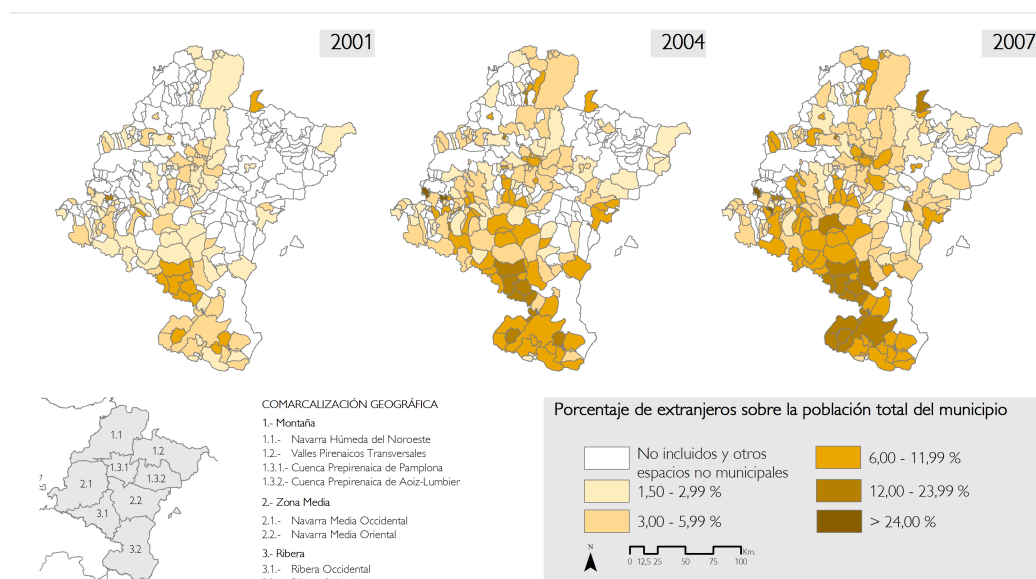 2001
2004
2007
1.1
1.2
1.3.1
1.3.2
2.1
2.2
3.1
3.2
COMARCALIZACIÓN GEOGRÁFICA
1.- Montaña
1.1.- Navarra Húmeda del Noroeste
1.2.- Valles Pirenaicos Transversales
1.3.1.- Cuenca Prepirenaica de Pamplona
1.3.2.- Cuenca Prepirenaica de Aoiz-Lumbier
2.- Zona Media
2.1.- Navarra Media Occidental
2.2.- Navarra Media Oriental
3.- Ribera
3.1.- Ribera Occidental
Porcentaje de extranjeros sobre la población total del municipio
No incluidos y otros
espacios no municipales
1,50 - 2,99 %
3,00 - 5,99 %
6,00 - 11,99 %
12,00 - 23,99 %
> 24,00 %
N
Km.
0 12,5 25 50 75 100